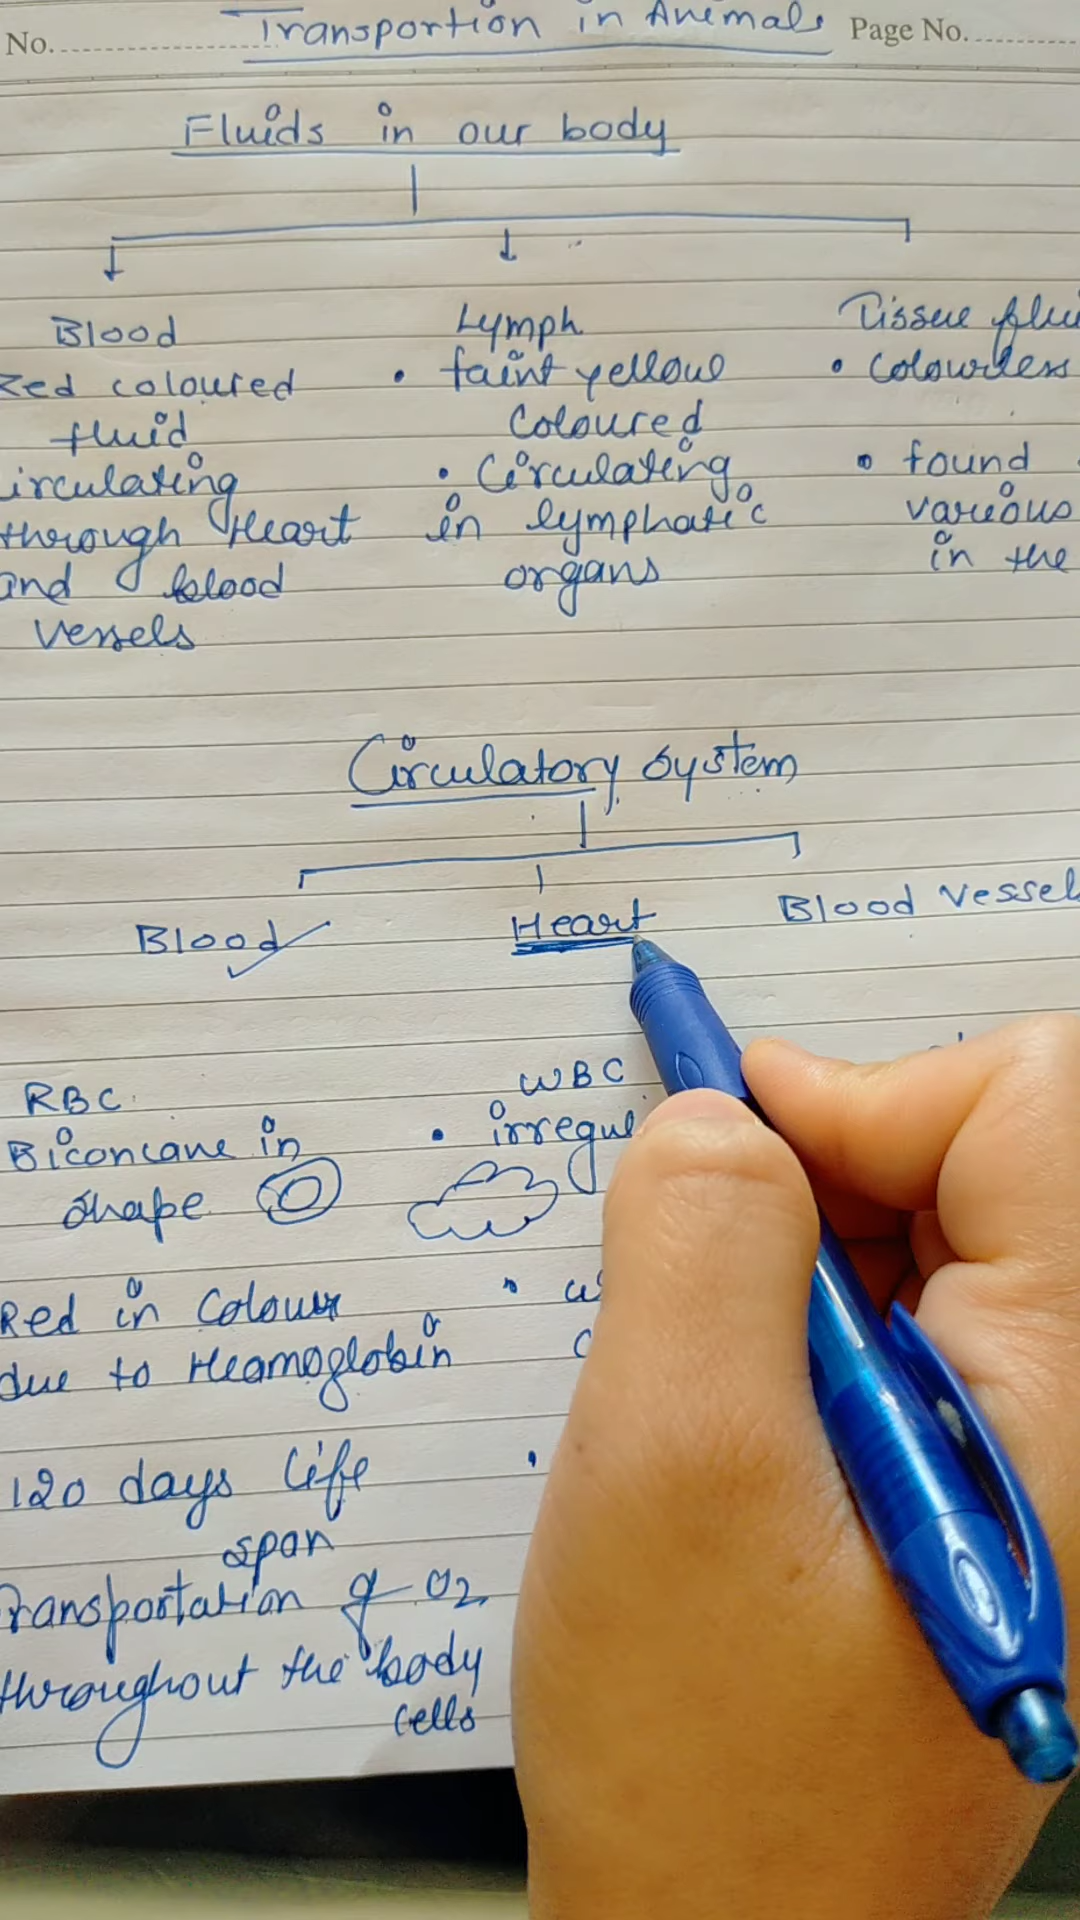 No. Transportion in Animals Page No.
Fluids in our body
Blood
Red coloured
fluid
circulating
through Heart
and blood
vessels
Lymph
• faint yellow
coloured
• Circulating
in lymphatic
organs
Tissue flui
• Colourless
• found
various
in the
Circulatory system
Blood Heart Blood Vessel
RBC
Biconcave in
shape
Red in Colour
due to Heamoglobin
120 days life
span
Transportation of O2
throughout the body
cells
WBC
• irregul